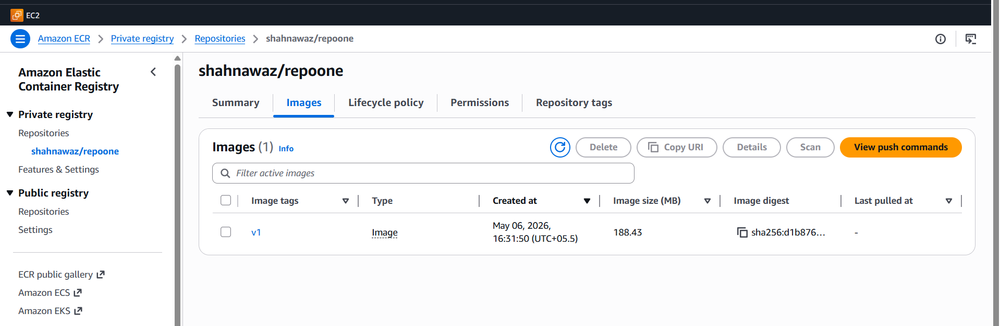 EC2
Amazon ECR > Private registry > Repositories > shahnawaz/repoone
Amazon Elastic
Container Registry
Private registry
Repositories
shahnawaz/repoone
Features & Settings
Public registry
Repositories
Settings
ECR public gallery
Amazon ECS
Amazon EKS
shahnawaz/repoone
Summary Images Lifecycle policy Permissions Repository tags
Images (1) Info Delete Copy URI Details Scan View push commands
Filter active images
Image tags Type Created at Image size (MB) Image digest Last pulled at
v1 Image May 06, 2026, 188.43 sha256:d1b876... -
16:31:50 (UTC+05.5)